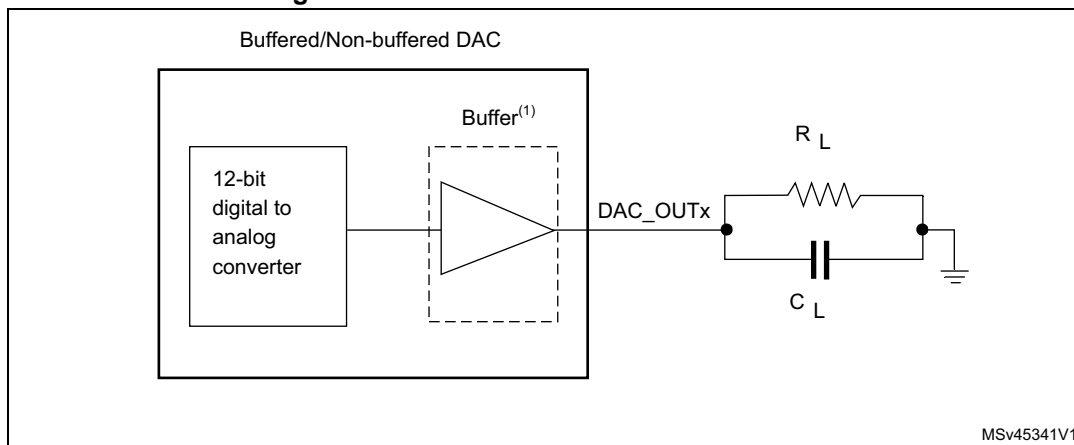 Buffered/Non-buffered DAC
Buffer(1)
12-bit
digital to
analog
converter
DAC_OUTx
R L
C L
MSv45341V1